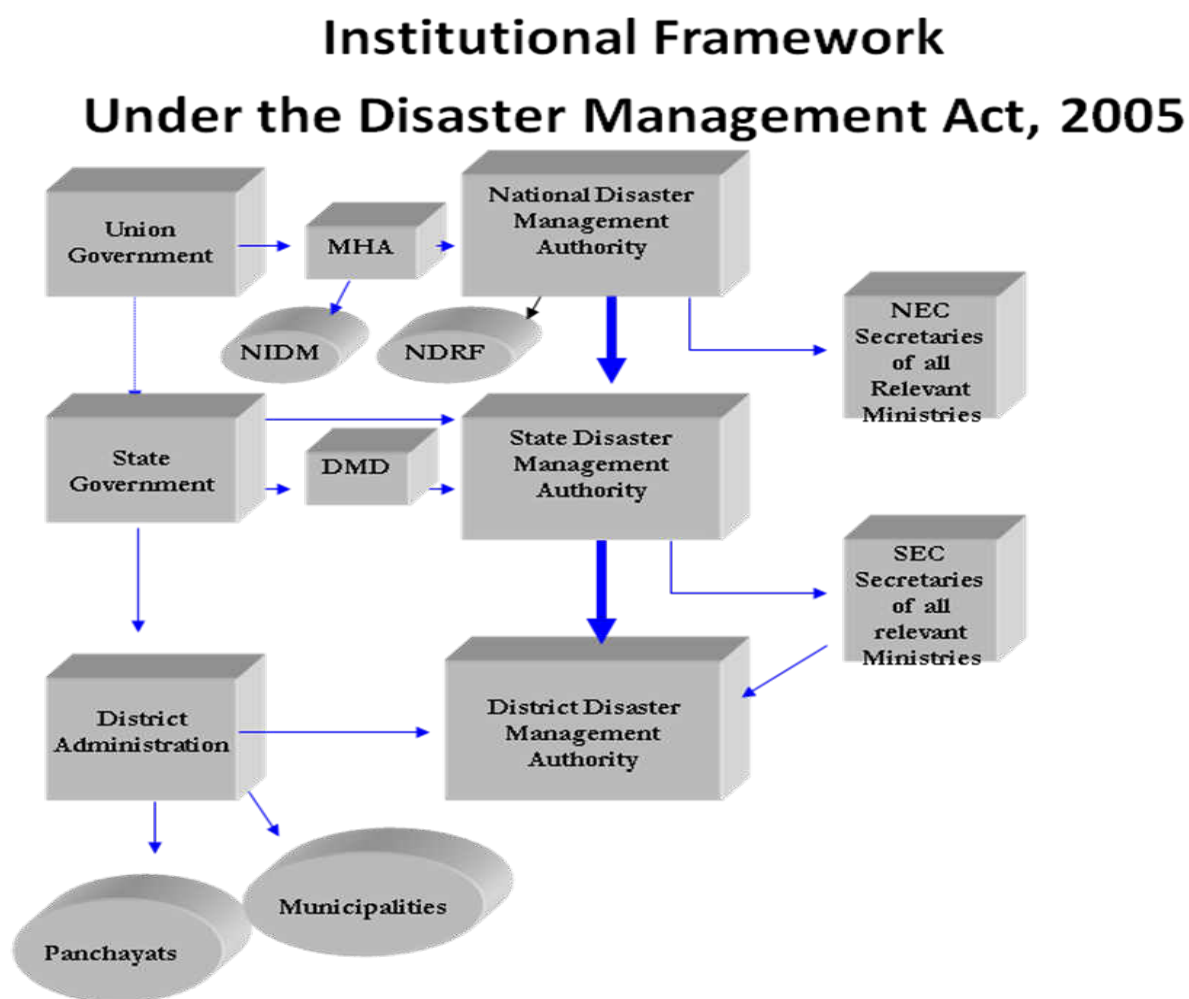 Institutional Framework
Under the Disaster Management Act, 2005
Union
Government
MHA
National Disaster
Management
Authority
NIDM
NDRF
NEC
Secretaries
of all
Relevant
Ministries
State
Government
DMD
State Disaster
Management
Authority
SEC
Secretaries
of all
relevant
Ministries
District
Administration
District Disaster
Management
Authority
Municipalities
Panchayats